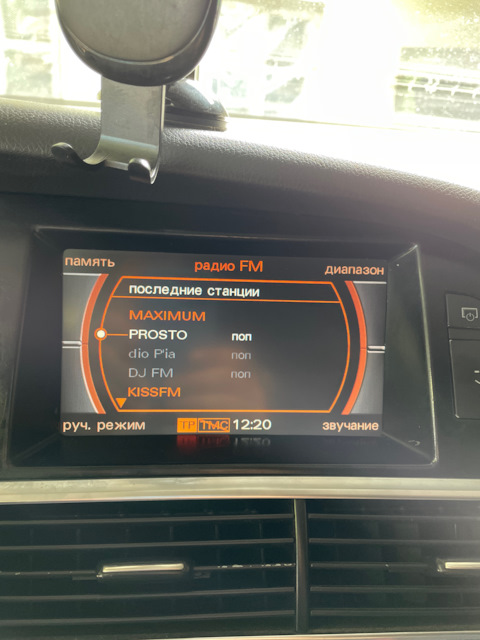 память
радио FM
диапазон
последние станции
MAXIMUM
PROSTO поп
dio P'ia поп
DJ FM поп
KISSFM
руч. режим TP TMC 12:20 звучание